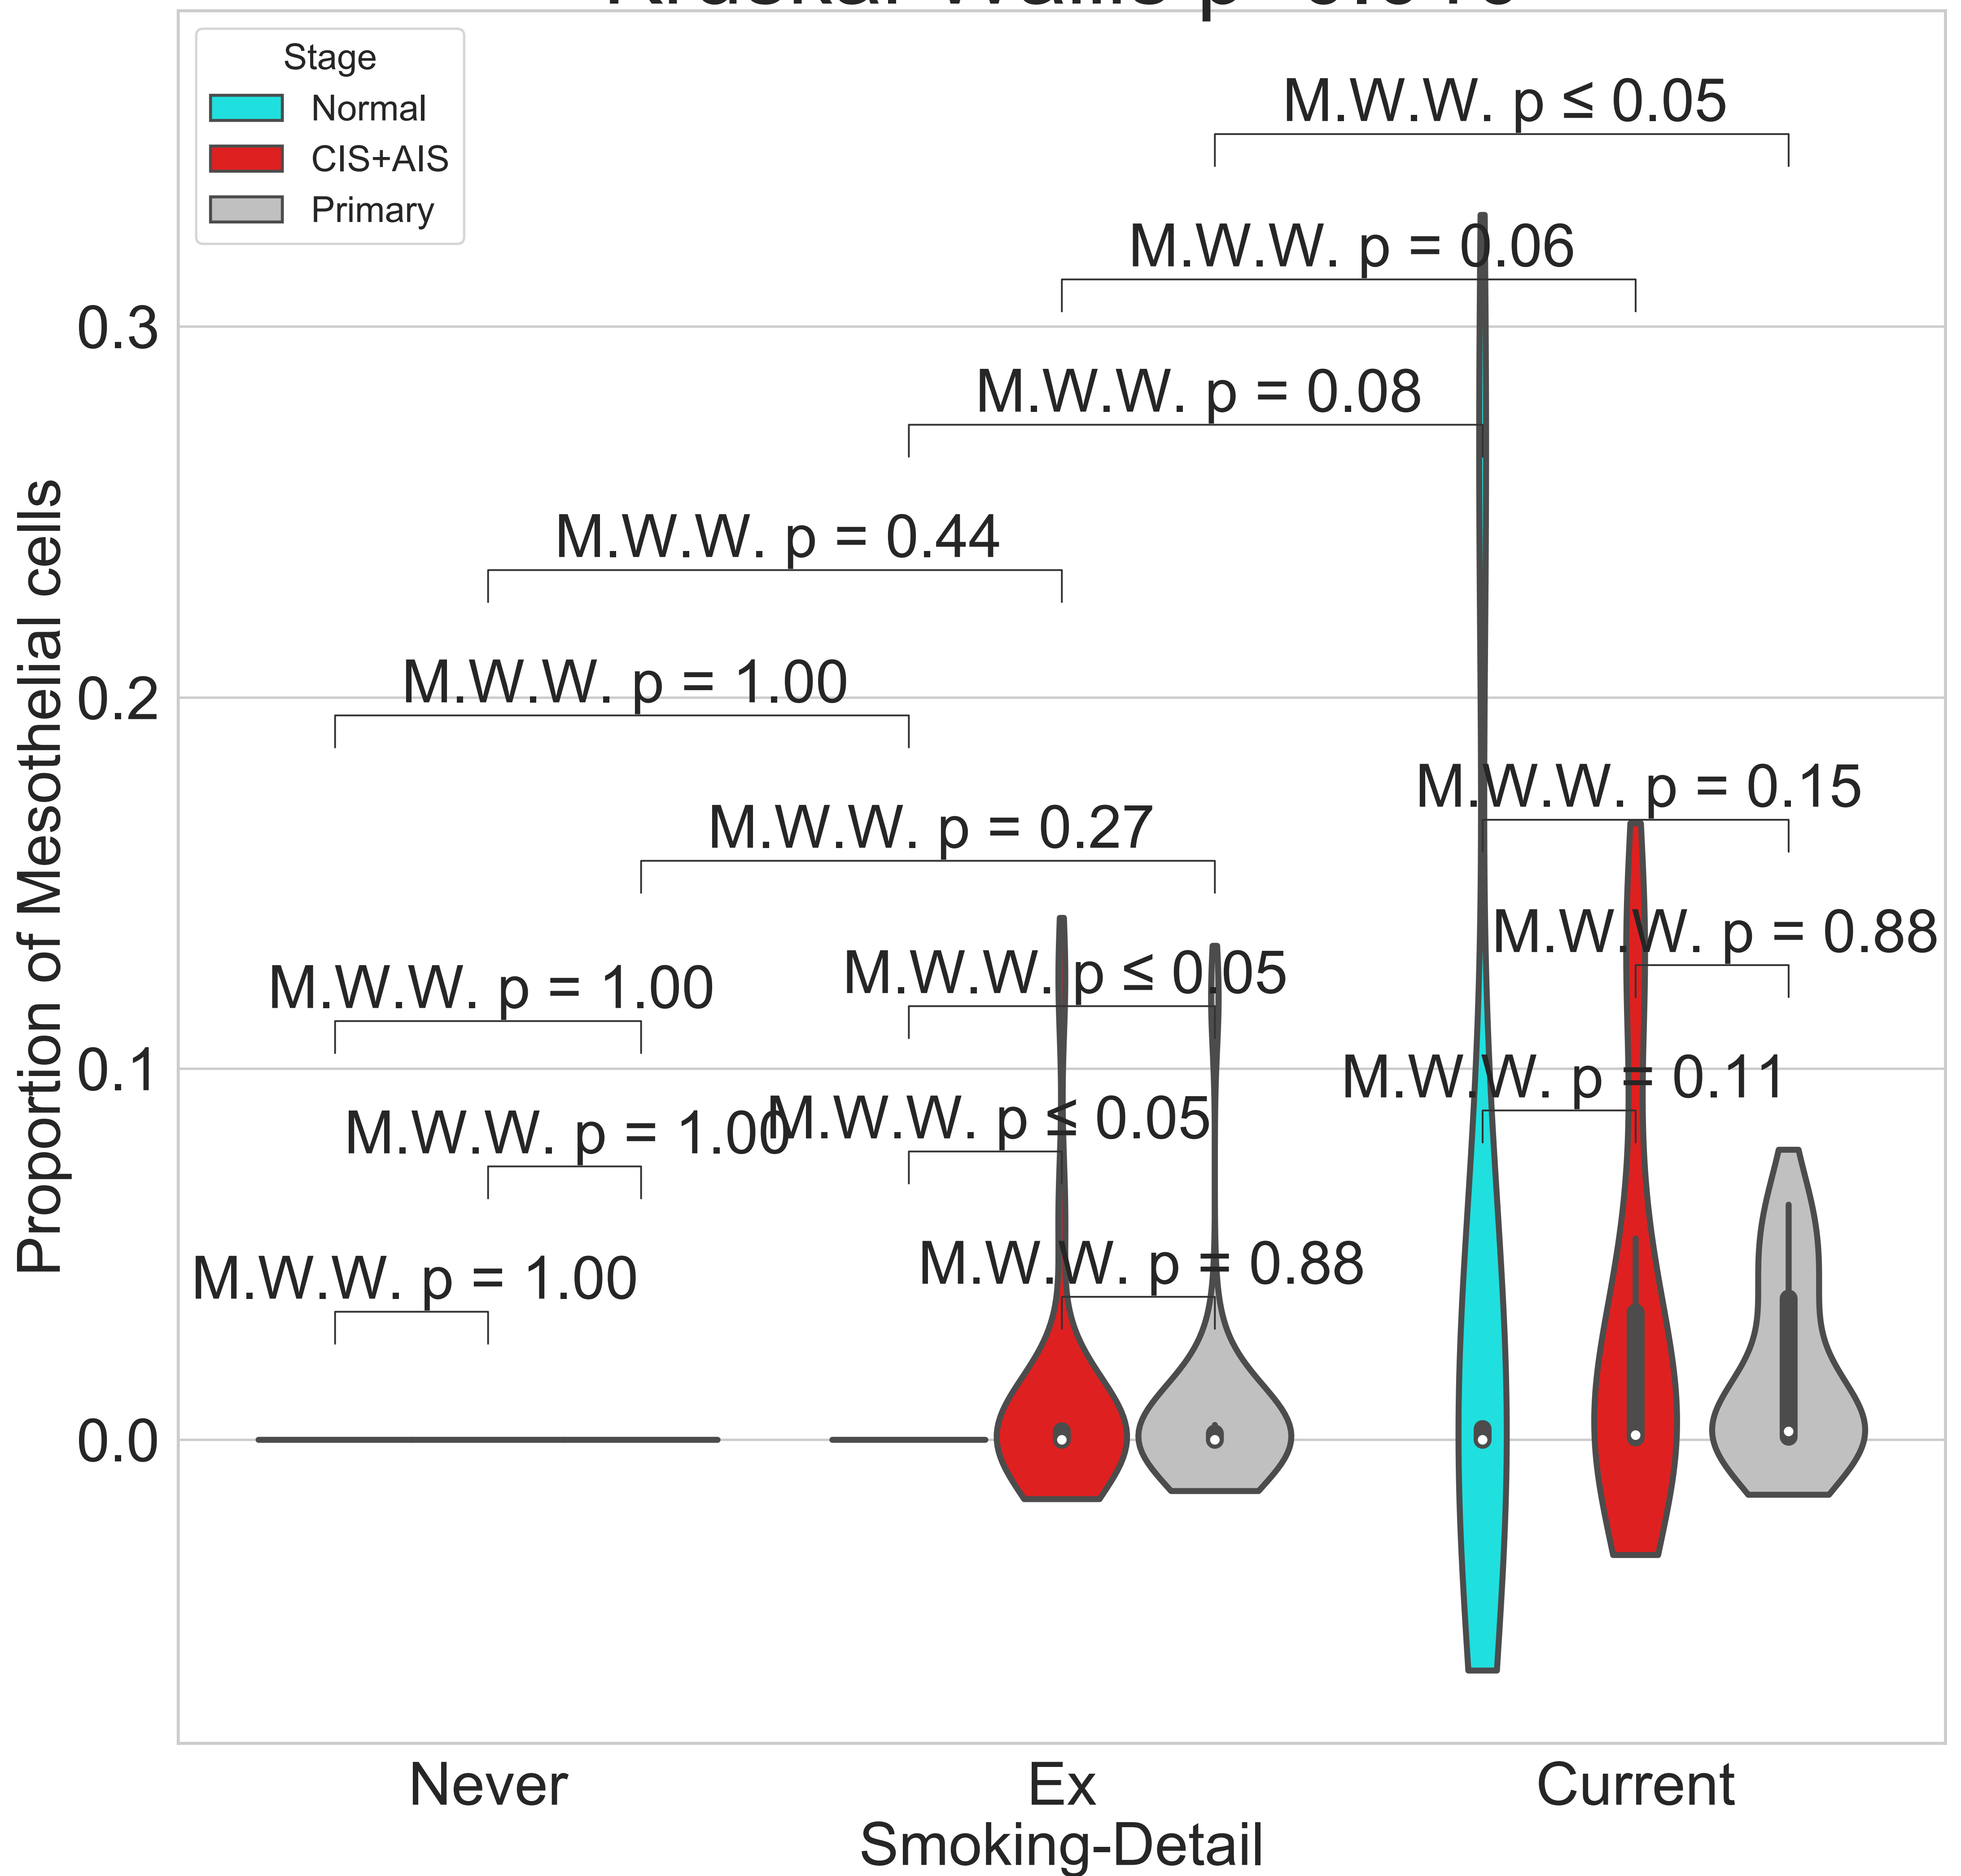 Stage
Normal
CIS+AIS
Primary
M.W.W. p ≤ 0.05
M.W.W. p = 0.06
0.3
M.W.W. p = 0.08
M.W.W. p = 0.44
M.W.W. p = 1.00
0.2
M.W.W. p = 0.15
M.W.W. p = 0.27
M.W.W. p = 0.88
M.W.W. p ≤ 0.05
M.W.W. p = 1.00
0.1
M.W.W. p = 0.11
M.W.W. p = 1.00
M.W.W. p ≤ 0.05
M.W.W. p = 0.88
M.W.W. p = 1.00
0.0
Proportion of Mesothelial cells
Never
Ex
Current
Smoking-Detail